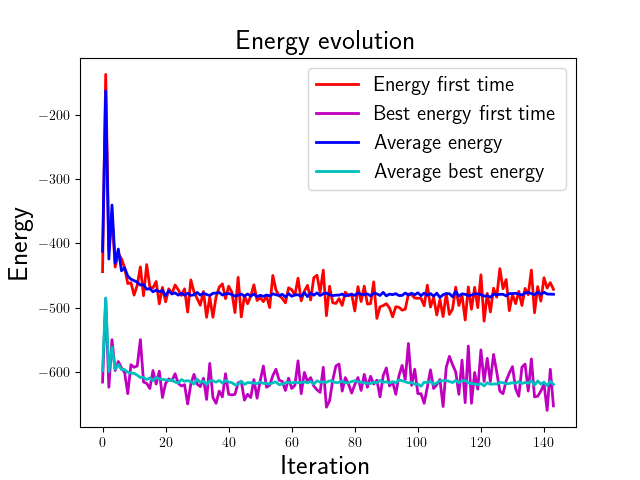 Energy evolution
Energy first time
Best energy first time
Average energy
Average best energy
Energy
−200
−300
−400
−500
−600
0 20 40 60 80 100 120 140
Iteration